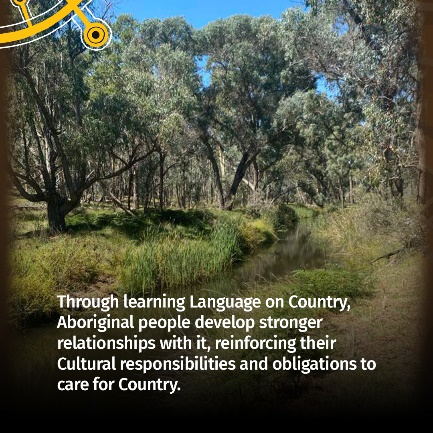 Through learning Language on Country,
Aboriginal people develop stronger
relationships with it, reinforcing their
Cultural responsibilities and obligations to
care for Country.